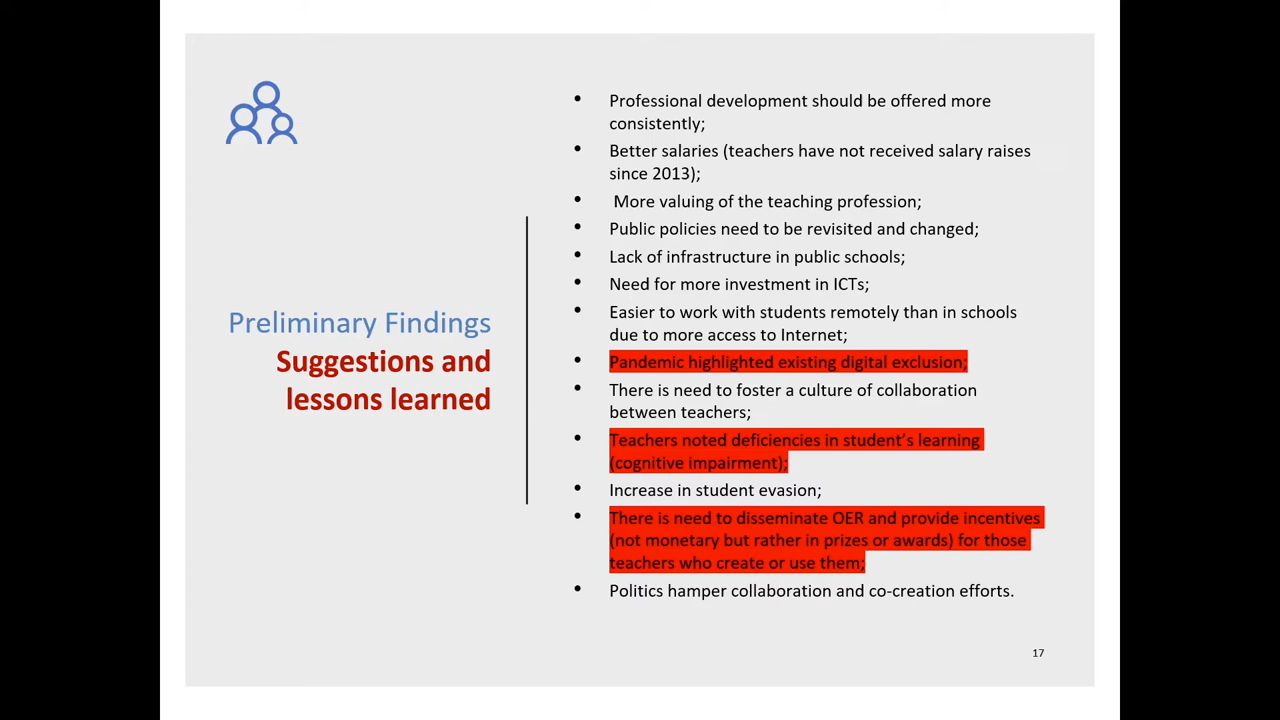 Preliminary Findings
Suggestions and
lessons learned
• Professional development should be offered more
consistently;
• Better salaries (teachers have not received salary raises
since 2013);
• More valuing of the teaching profession;
• Public policies need to be revisited and changed;
• Lack of infrastructure in public schools;
• Need for more investment in ICTs;
• Easier to work with students remotely than in schools
due to more access to Internet;
• Pandemic highlighted existing digital exclusion;
• There is need to foster a culture of collaboration
between teachers;
• Teachers noted deficiencies in student’s learning
(cognitive impairment);
• Increase in student evasion;
• There is need to disseminate OER and provide incentives
(not monetary but rather in prizes or awards) for those
teachers who create or use them;
• Politics hamper collaboration and co-creation efforts.
17